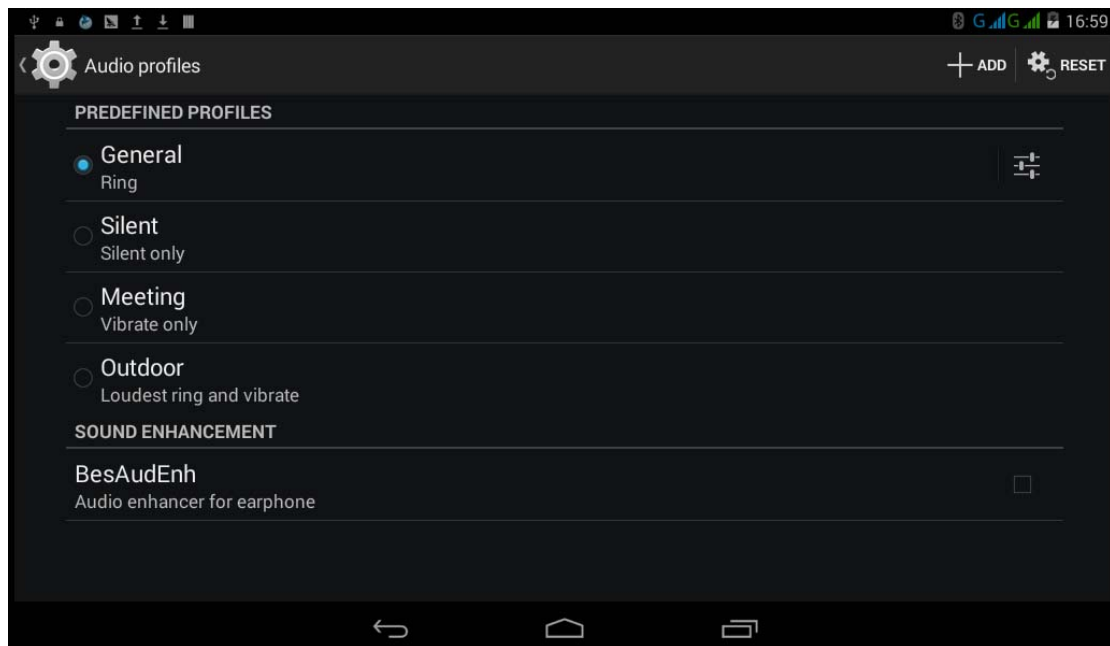 G G 16:59
Audio profiles ADD RESET
PREDEFINED PROFILES
General
Ring
Silent
Silent only
Meeting
Vibrate only
Outdoor
Loudest ring and vibrate
SOUND ENHANCEMENT
BesAudEnh
Audio enhancer for earphone